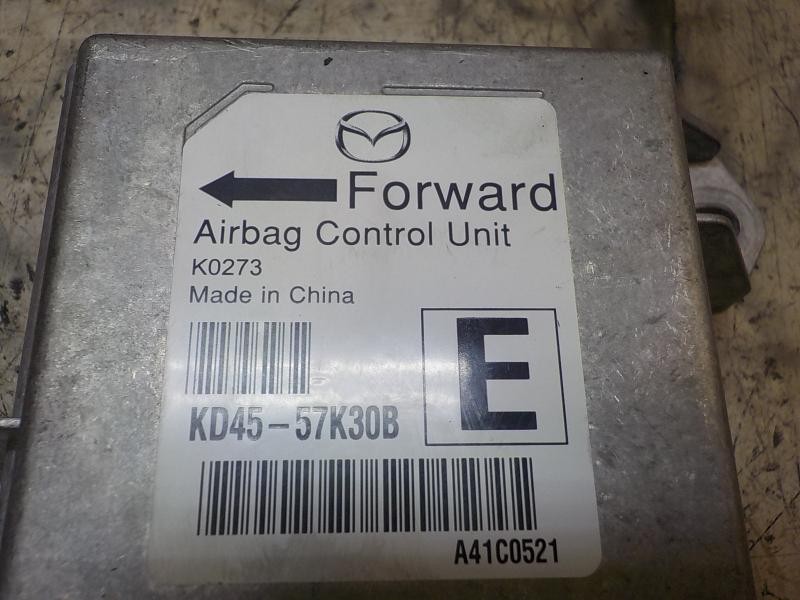 Forward
Airbag Control Unit
K0273
Made in China
E
KD45-57K30B
A41C0521